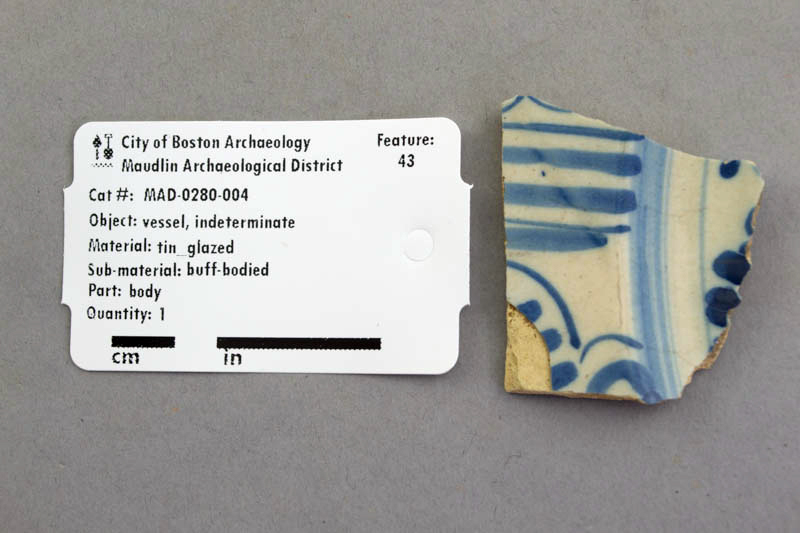 City of Boston Archaeology
Maudlin Archaeological District
Feature:
43
Cat #: MAD-0280-004
Object: vessel, indeterminate
Material: tin_glazed
Sub-material: buff-bodied
Part: body
Quantity: 1
cm
in